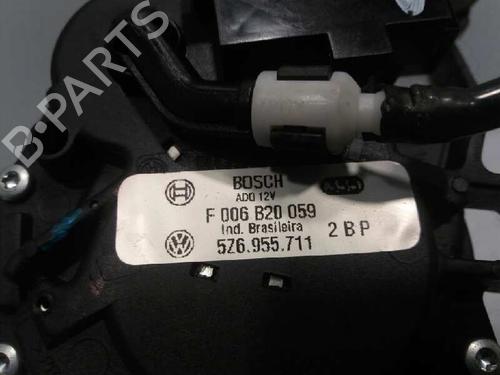 B-PARTS
BOSCH
ADO 12V
F 006 B20 059
Ind. Brasileira
2 B P
5Z6.955.711